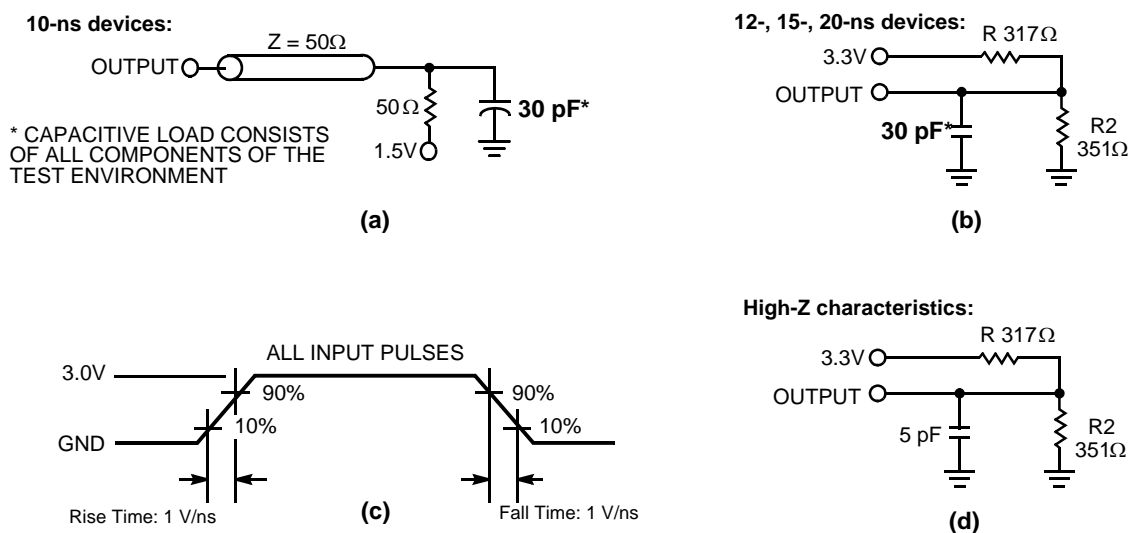 10-ns devices:
Z = 50Ω
OUTPUT
50Ω
30 pF*
1.5V
* CAPACITIVE LOAD CONSISTS
OF ALL COMPONENTS OF THE
TEST ENVIRONMENT
(a)
12-, 15-, 20-ns devices:
R 317Ω
3.3V
OUTPUT
30 pF*
R2
351Ω
(b)
ALL INPUT PULSES
3.0V
90%
90%
10%
10%
GND
Rise Time: 1 V/ns
(c)
Fall Time: 1 V/ns
High-Z characteristics:
R 317Ω
3.3V
OUTPUT
5 pF
R2
351Ω
(d)